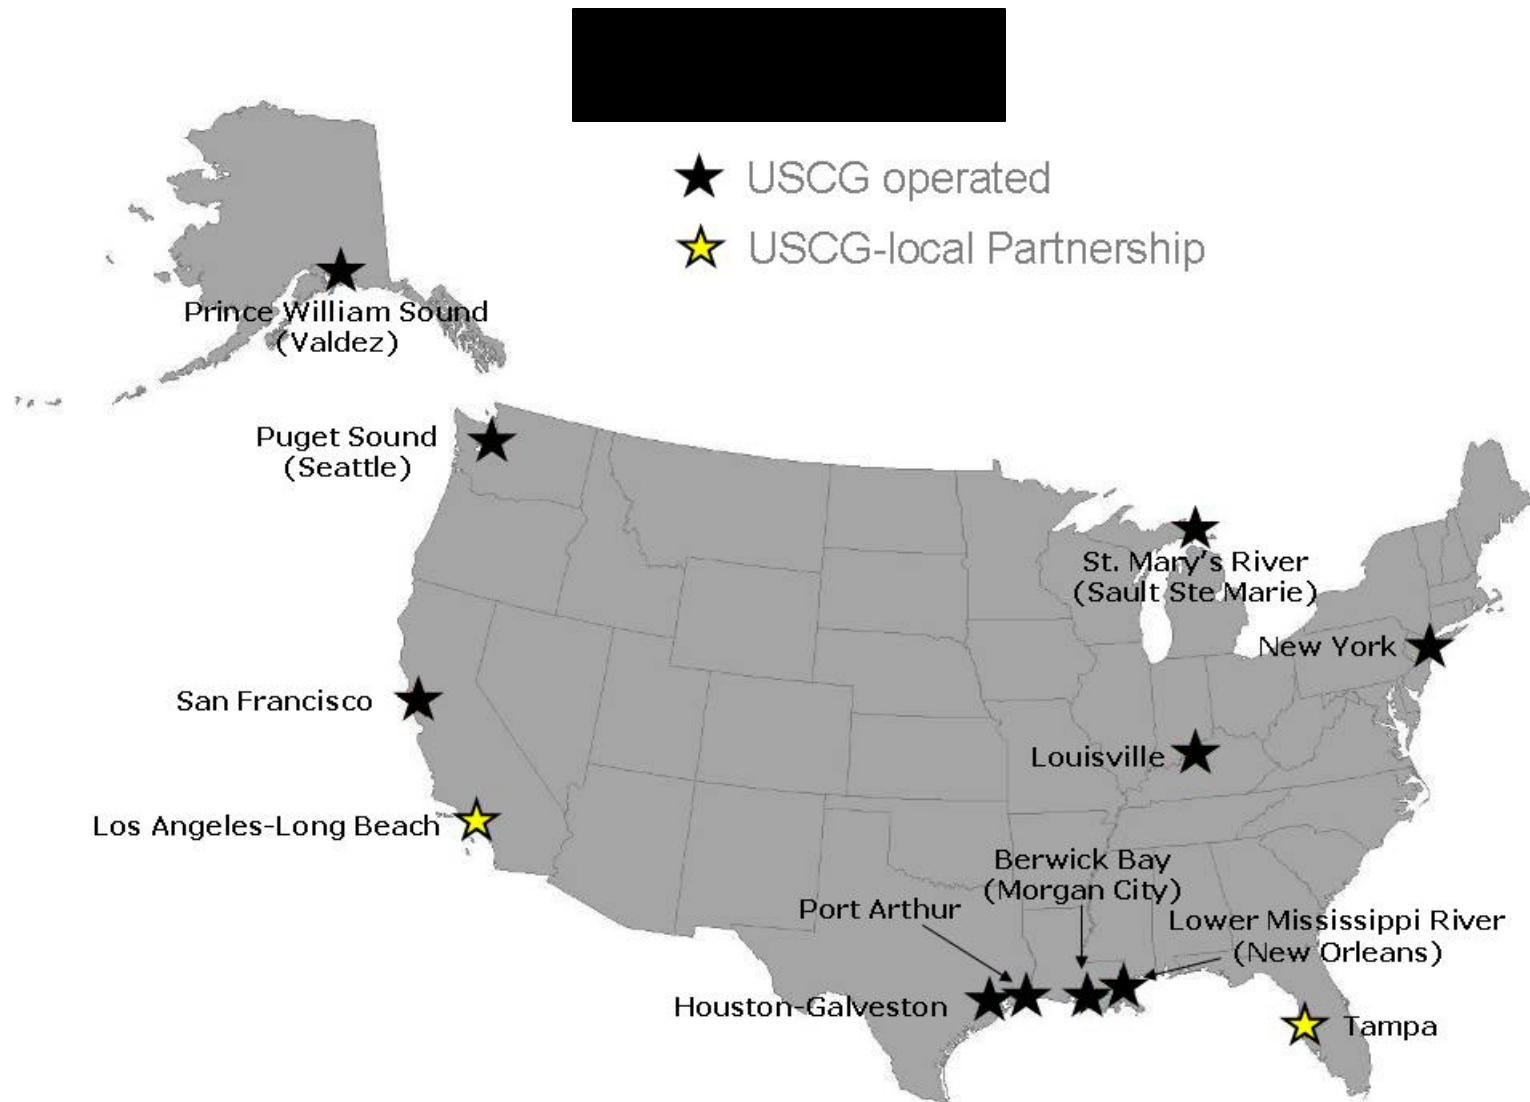 USCG operated
USCG-local Partnership
Prince William Sound
(Valdez)
Puget Sound
(Seattle)
St. Mary's River
(Sault Ste Marie)
New York
San Francisco
Louisville
Los Angeles-Long Beach
Berwick Bay
(Morgan City)
Port Arthur
Lower Mississippi River
(New Orleans)
Houston-Galveston
Tampa